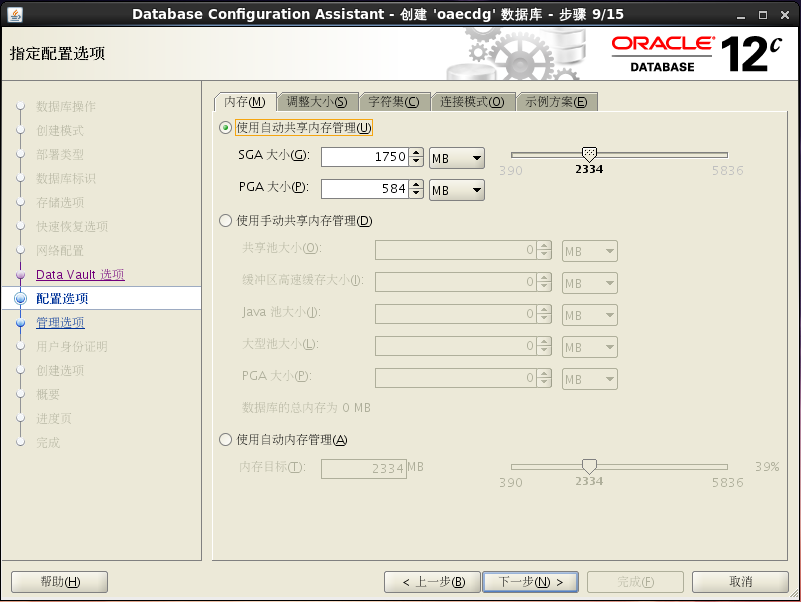 Database Configuration Assistant - 创建 'oaecdg' 数据库 - 步骤 9/15
指定配置选项
ORACLE
DATABASE
12c
数据库操作
创建模式
部署类型
数据库标识
存储选项
快速恢复选项
网络配置
Data Vault 选项
配置选项
管理选项
用户身份证明
创建选项
概要
进度页
完成
内存(M) 调整大小(S) 字符集(C) 连接模式(O) 示例方案(E)
使用自动共享内存管理(U)
SGA 大小(G): 1750 MB
390 2334 5836
PGA 大小(P): 584 MB
使用手动共享内存管理(D)
共享池大小(O): 0 MB
缓冲区高速缓存大小(I): 0 MB
Java 池大小(J): 0 MB
大型池大小(L): 0 MB
PGA 大小(P): 0 MB
数据库的总内存为 0 MB
使用自动内存管理(A)
内存目标(T): 2334 MB 39%
390 2334 5836
帮助(H) < 上一步(B) 下一步(N) > 完成(F) 取消